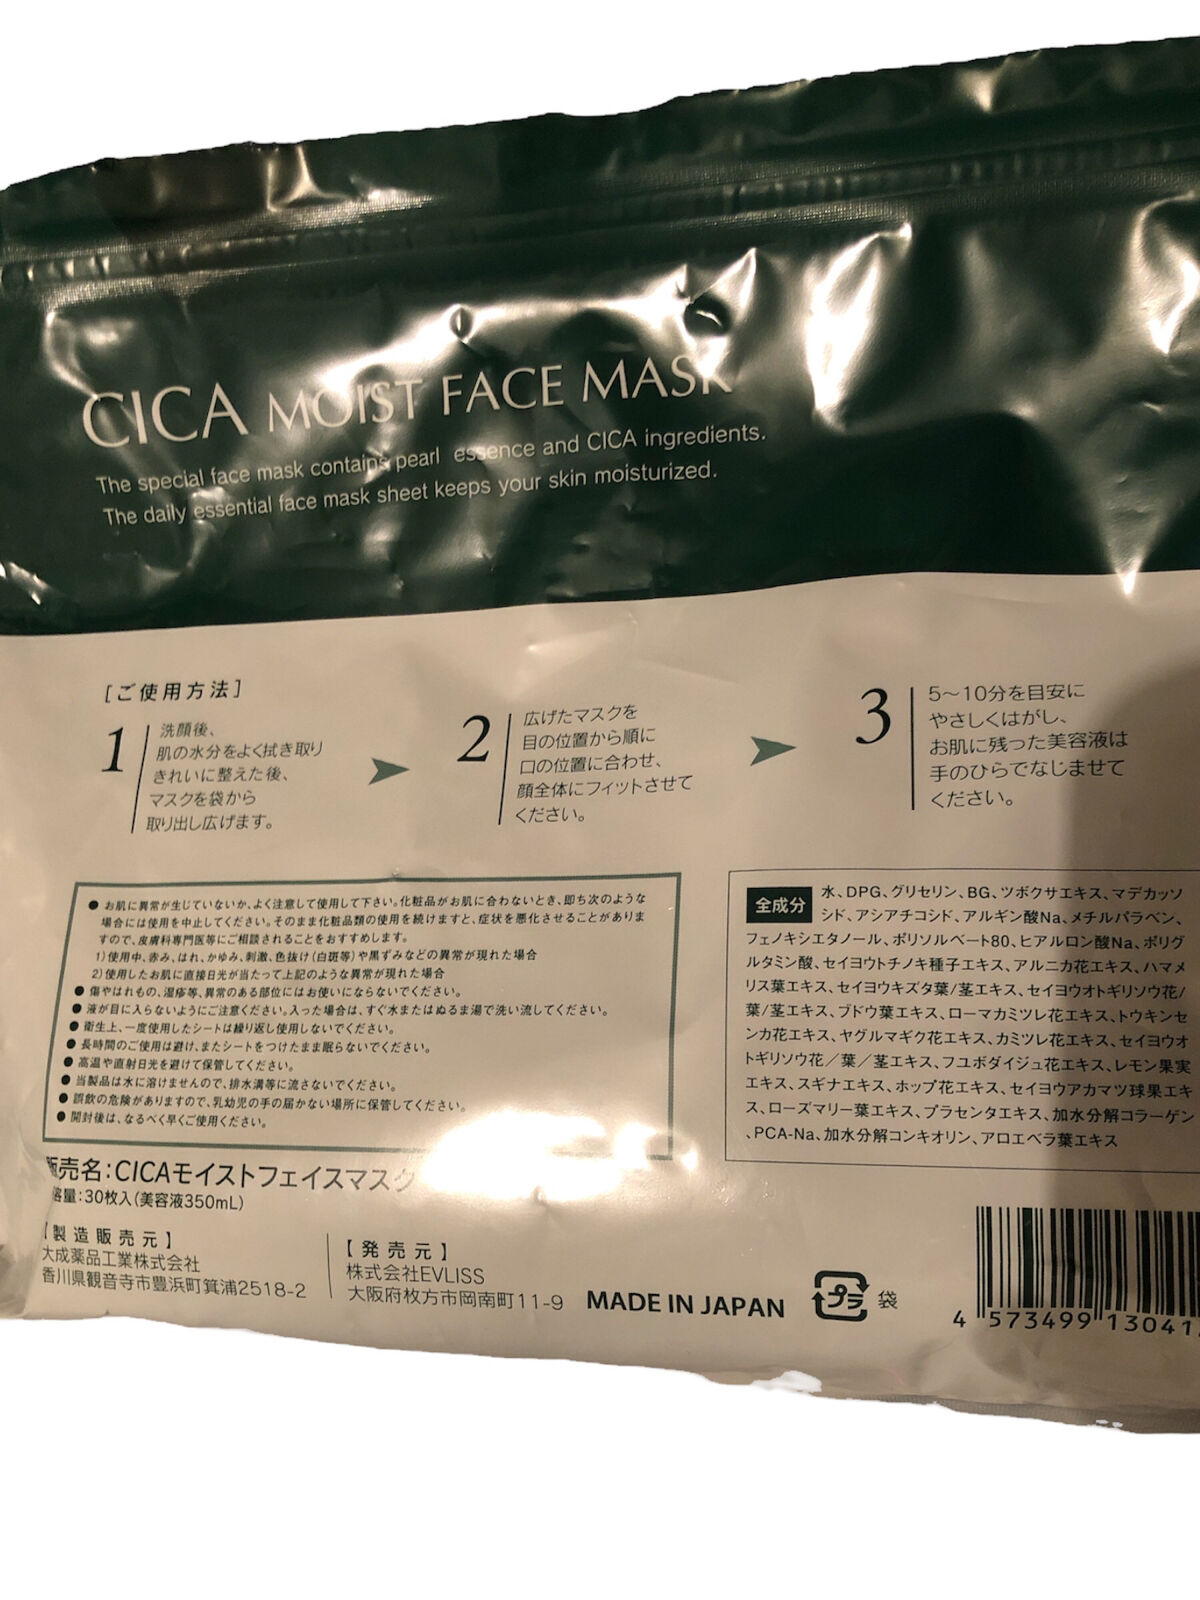 CICA MOIST FACE MASK
The special face mask contains pearl essence and CICA ingredients.
The daily essential face mask sheet keeps your skin moisturized.
[ご使用方法]
1
洗顔後、
肌の水分をよく拭き取り
きれいに整えた後、
マスクを袋から
取り出し広げます。
2
広げたマスクを
目の位置から順に
口の位置に合わせ、
顔全体にフィットさせて
ください。
3
5～10分を目安に
やさしくはがし、
お肌に残った美容液は
手のひらでなじませて
ください。
●お肌に異常が生じていないか、よく注意して使用して下さい。化粧品がお肌に合わないとき、即ち次のような
場合には使用を中止してください。そのまま化粧品類の使用を続けますと、症状を悪化させることがありま
すので、皮膚科専門医等にご相談されることをおすすめします。
1)使用中、赤み、はれ、かゆみ、刺激、色抜け(白斑等)や黒ずみなどの異常が現れた場合
2)使用したお肌に直接日光が当たって上記のような異常が現れた場合
●傷やはれもの、湿疹等、異常のある部位にはお使いにならないでください。
●液が目に入らないようにご注意ください。入った場合は、すぐ水またはぬるま湯で洗い流してください。
●衛生上、一度使用したシートは繰り返し使用しないでください。
●長時間のご使用は避け、またシートをつけたまま眠らないでください。
●高温や直射日光を避けて保管してください。
●当製品は水に溶けませんので、排水溝等に流さないでください。
●誤飲の危険がありますので、乳幼児の手の届かない場所に保管してください。
●開封後は、なるべく早くご使用ください。
全成分
水、DPG、グリセリン、BG、ツボクサエキス、マデカッソ
シド、アシアチコシド、アルギン酸Na、メチルパラベン、
フェノキシエタノール、ポリソルベート80、ヒアルロン酸Na、ポリグ
ルタミン酸、セイヨウトチノキ種子エキス、アルニカ花エキス、ハマメ
リス葉エキス、セイヨウキズタ葉/茎エキス、セイヨウオトギリソウ花/
葉/茎エキス、ブドウ葉エキス、ローマカミツレ花エキス、トウキンセ
ンカ花エキス、ヤグルマギク花エキス、カミツレ花エキス、セイヨウオ
トギリソウ花／葉／茎エキス、フユボダイジュ花エキス、レモン果実
エキス、スギナエキス、ホップ花エキス、セイヨウアカマツ球果エキ
ス、ローズマリー葉エキス、プラセンタエキス、加水分解コラーゲン
、PCA-Na、加水分解コンキオリン、アロエベラ葉エキス
販売名:CICAモイストフェイスマスク
容量:30枚入(美容液350mL)
【製造販売元】
大成薬品工業株式会社
香川県観音寺市豊浜町箕浦2518-2
【発売元】
株式会社EVLISS
大阪府枚方市岡南町11-9
MADE IN JAPAN
プラ
袋
4 573499 13041